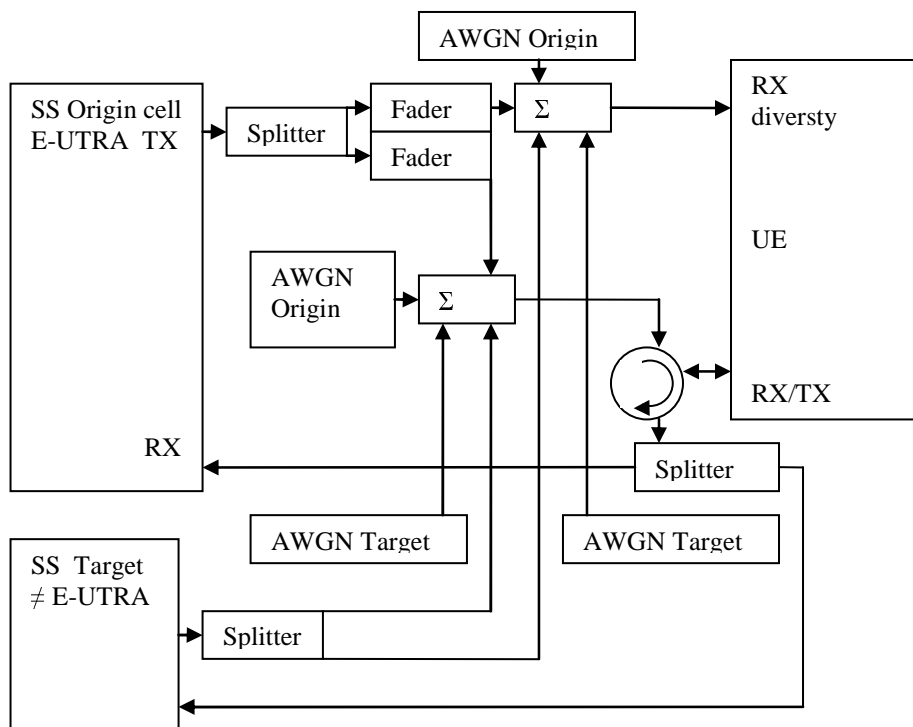 AWGN Origin
SS Origin cell
E-UTRA TX
Splitter
Fader
Fader
Σ
RX
diversty
UE
AWGN
Origin
Σ
RX/TX
RX
Splitter
AWGN Target
AWGN Target
SS Target
≠ E-UTRA
Splitter